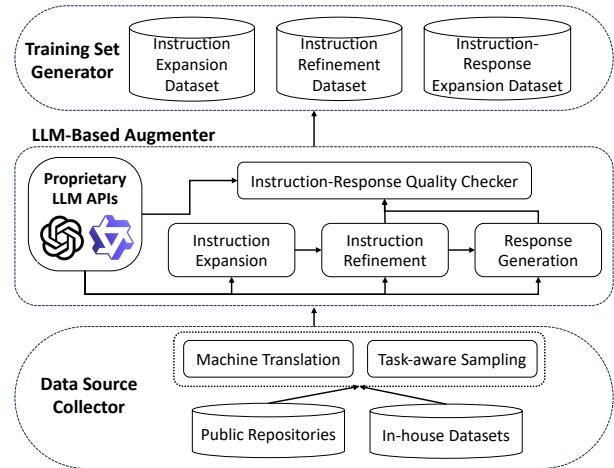 Training Set
Generator
Instruction
Expansion
Dataset
Instruction
Refinement
Dataset
Instruction-
Response
Expansion Dataset
LLM-Based Augmenter
Proprietary
LLM APIs
Instruction-Response Quality Checker
Instruction
Expansion
Instruction
Refinement
Response
Generation
Data Source
Collector
Machine Translation
Task-aware Sampling
Public Repositories
In-house Datasets